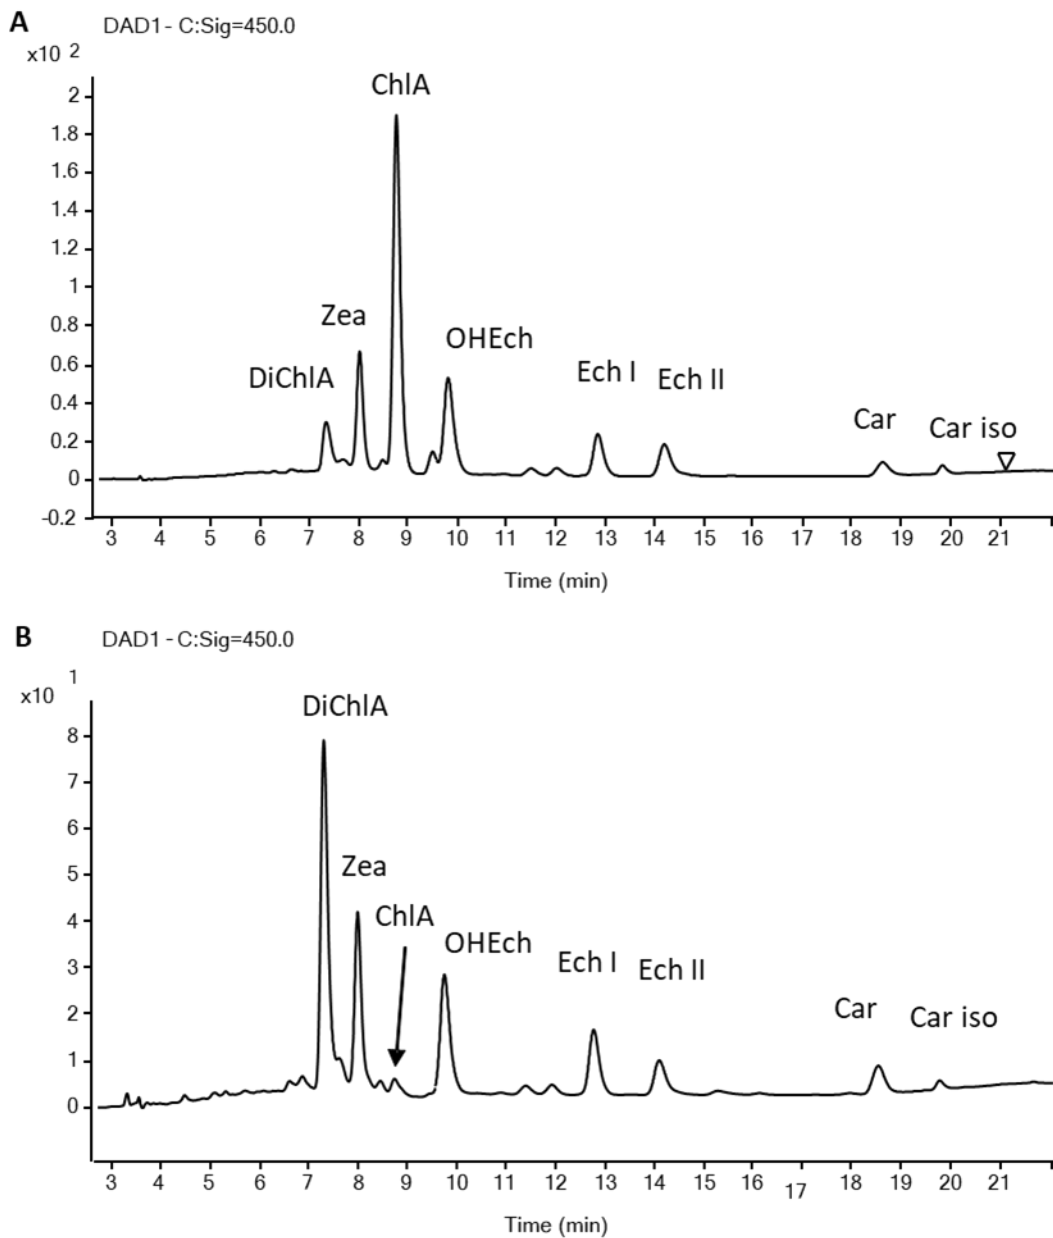 A
DAD1 - C:Sig=450.0
x10 2
ChlA
Zea
OHEch
DiChlA
Ech I
Ech II
Car
Car iso
2
1.8
1.6
1.4
1.2
1
0.8
0.6
0.4
0.2
0
-0.2
3 4 5 6 7 8 9 10 11 12 13 14 15 16 17 18 19 20 21
Time (min)
B
DAD1 - C:Sig=450.0
x10 1
DiChlA
Zea
ChlA
OHEch
Ech I
Ech II
Car
Car iso
8
7
6
5
4
3
2
1
0
3 4 5 6 7 8 9 10 11 12 13 14 15 16 17 18 19 20 21
Time (min)